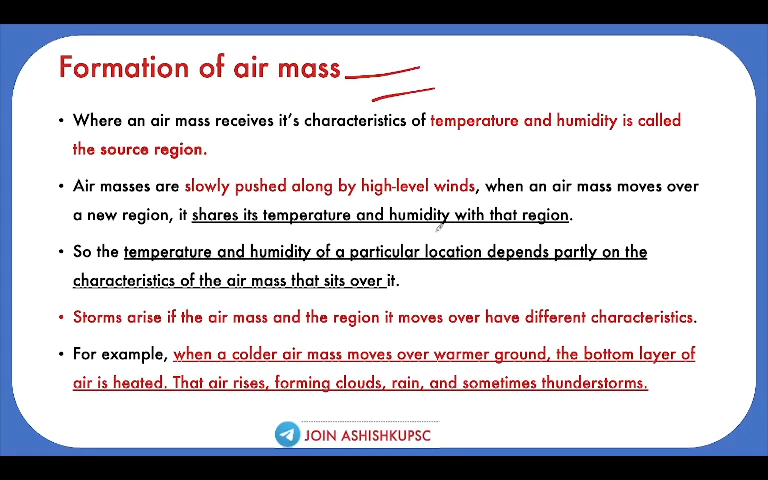 Formation of air mass
• Where an air mass receives it's characteristics of temperature and humidity is called
the source region.
• Air masses are slowly pushed along by high-level winds, when an air mass moves over
a new region, it shares its temperature and humidity with that region.
• So the temperature and humidity of a particular location depends partly on the
characteristics of the air mass that sits over it.
• Storms arise if the air mass and the region it moves over have different characteristics.
• For example, when a colder air mass moves over warmer ground, the bottom layer of
air is heated. That air rises, forming clouds, rain, and sometimes thunderstorms.
JOIN ASHISHKUPSC